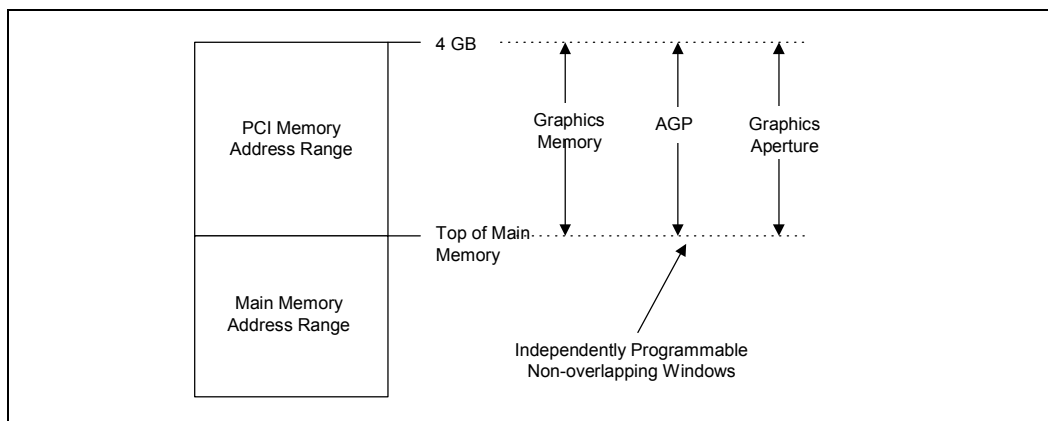 4 GB
PCI Memory
Address Range
Graphics
Memory
AGP
Graphics
Aperture
Top of Main
Memory
Main Memory
Address Range
Independently Programmable
Non-overlapping Windows